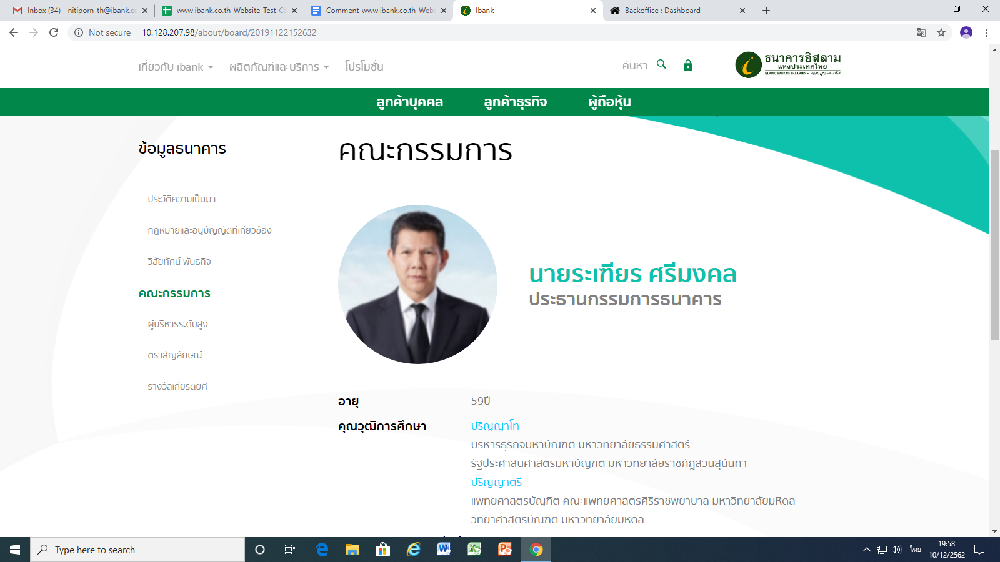 Inbox (34) - nitiporn_th@ibank.co
www.ibank.co.th-Website-Test-Ca
Comment-www.ibank.co.th-Webs
Ibank
Backoffice : Dashboard
Not secure
10.128.207.98/about/board/20191122152632
เกี่ยวกับ ibank
ผลิตภัณฑ์และบริการ
โปรโมชั่น
ค้นหา
ธนาคารอิสลาม
แห่งประเทศไทย
ISLAMIC BANK OF THAILAND
ลูกค้าบุคคล
ลูกค้าธุรกิจ
ผู้ถือหุ้น
ข้อมูลธนาคาร
ประวัติความเป็นมา
กฎหมายและอนุบัญญัติที่เกี่ยวข้อง
วิสัยทัศน์ พันธกิจ
คณะกรรมการ
ผู้บริหารระดับสูง
ตราสัญลักษณ์
รางวัลเกียรติยศ
คณะกรรมการ
นายระเฑียร ศรีมงคล
ประธานกรรมการธนาคาร
อายุ
59ปี
คุณวุฒิการศึกษา
ปริญญาโท
บริหารธุรกิจมหาบัณฑิต มหาวิทยาลัยธรรมศาสตร์
รัฐประศาสนศาสตรมหาบัญฑิต มหาวิทยาลัยราชภัฎสวนสุนันทา
ปริญญาตรี
แพทยศาสตรบัญฑิต คณะแพทยศาสตรศิริราชพยาบาล มหาวิทยาลัยมหิดล
วิทยาศาสตรบัณฑิต มหาวิทยาลัยมหิดล
Type here to search
ไทย
19:58
10/12/2562